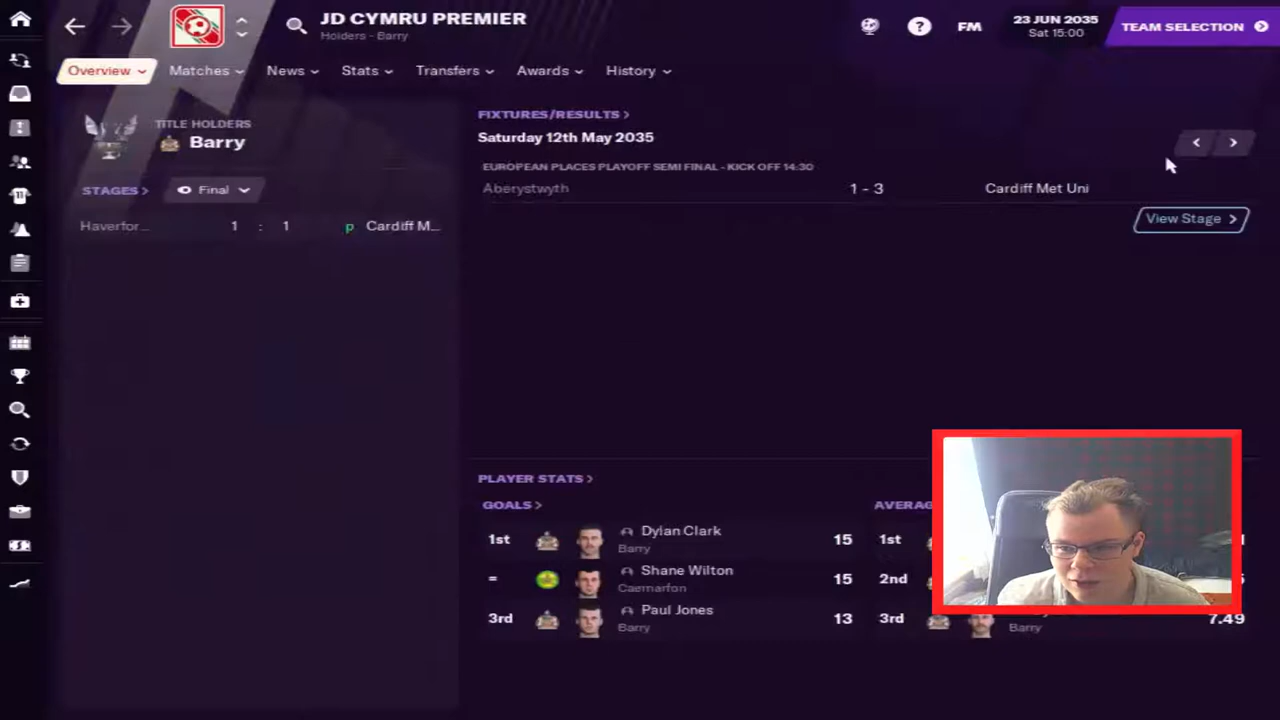 JD CYMRU PREMIER
Holders - Barry
FM
23 JUN 2035
Sat 15:00
TEAM SELECTION
Overview
Matches
News
Stats
Transfers
Awards
History
TITLE HOLDERS
Barry
STAGES >
Final
Haverfor... 1 : 1 p Cardiff M...
FIXTURES/RESULTS >
Saturday 12th May 2035
EUROPEAN PLACES PLAYOFF SEMI FINAL - KICK OFF 14:30
Aberystwyth 1 - 3 Cardiff Met Uni
View Stage >
PLAYER STATS >
GOALS >
1st Dylan Clark 15
Barry
= Shane Wilton 15
Caernarfon
3rd Paul Jones 13
Barry
1st
2nd
3rd 7.49
Barry